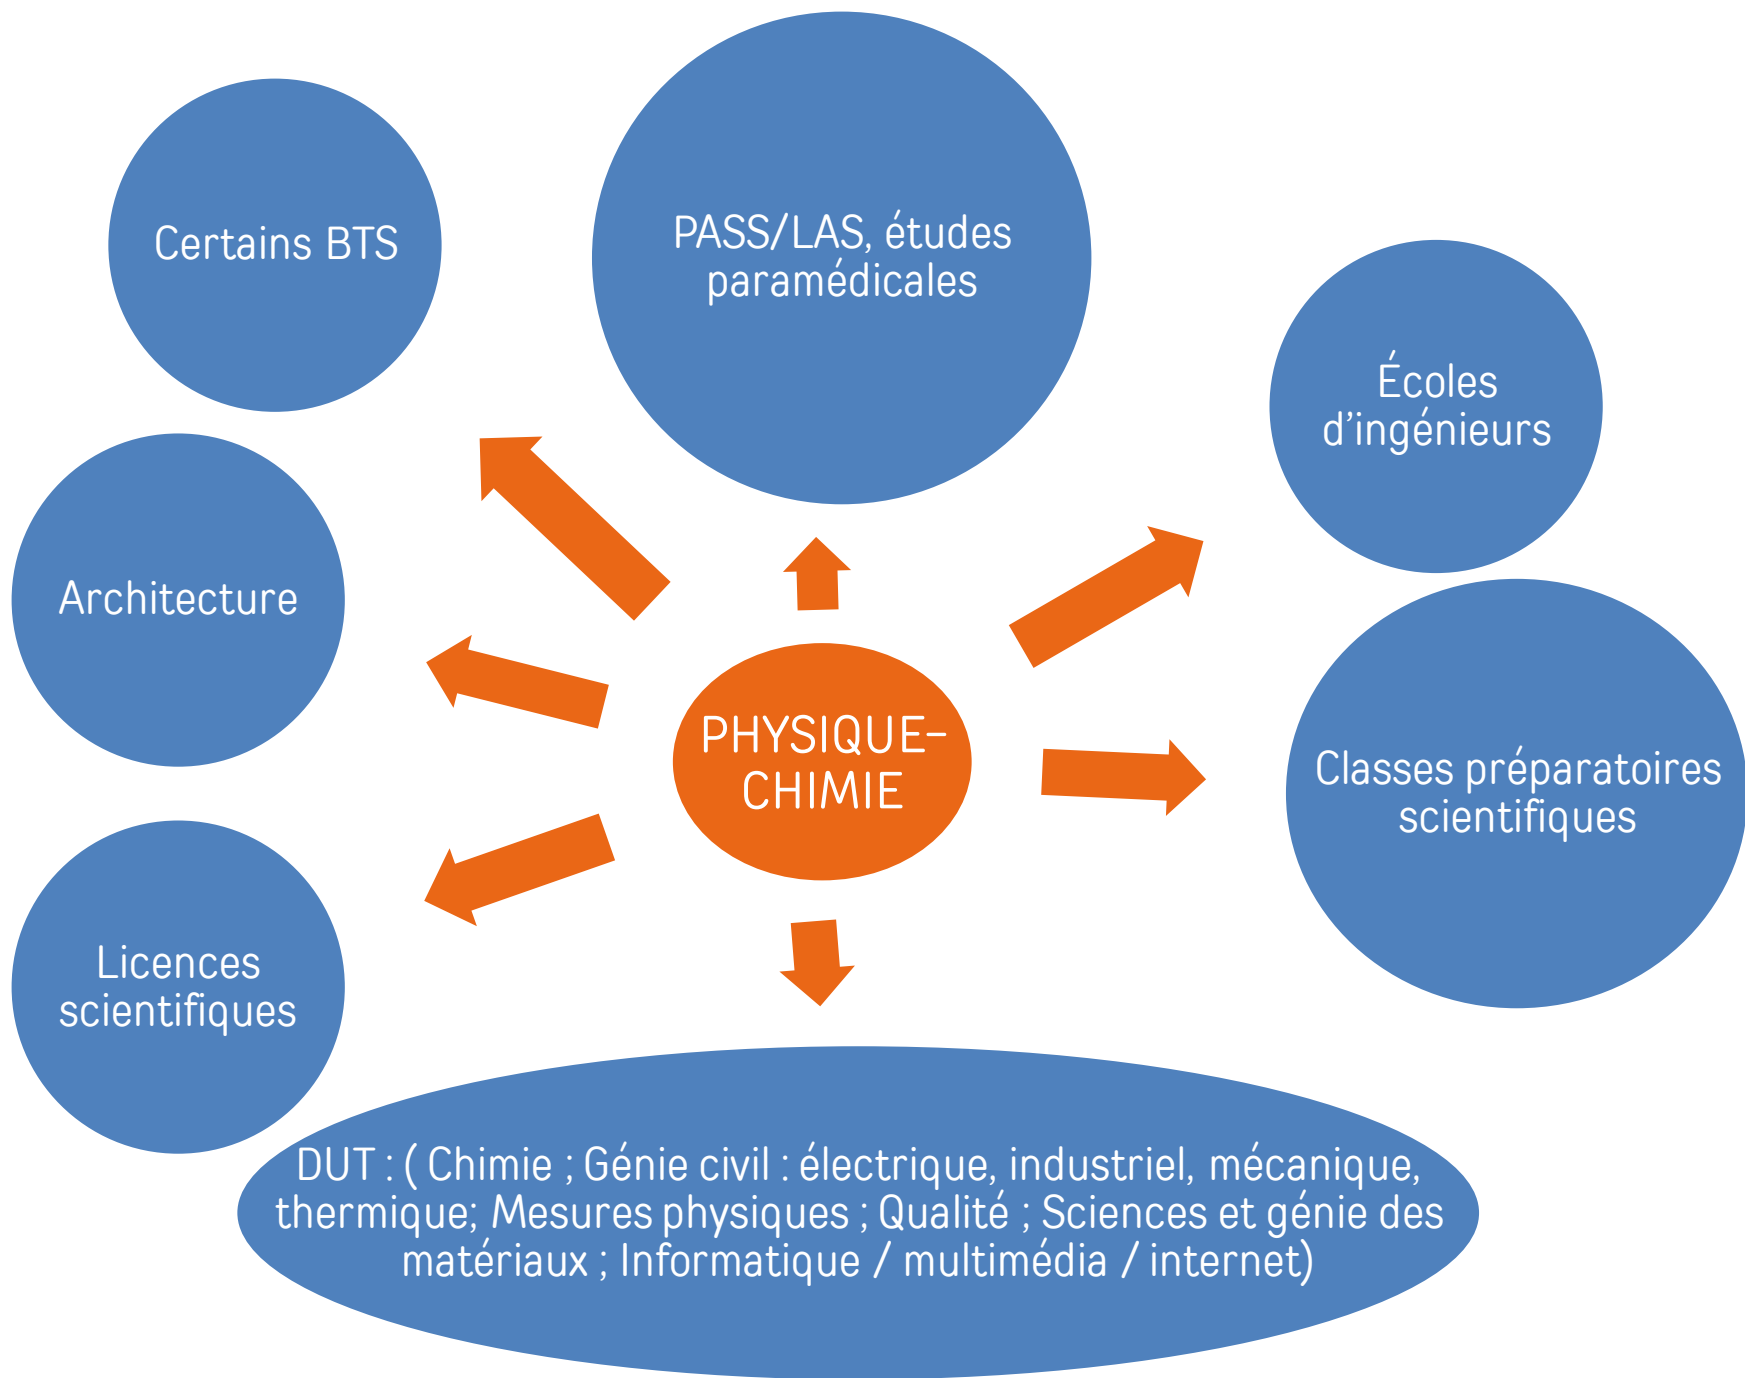 Certains BTS
PASS/LAS, études
paramédicales
École​s
d’ingénieurs
Architecture
PHYSIQUE-
CHIMIE
Classes préparatoires
scientifiques
Licences
scientifiques
DUT : ( Chimie ; Génie civil : électrique, industriel, mécanique,
thermique; Mesures physiques ; Qualité ; Sciences et génie des
matériaux ; Informatique / multimédia / internet)